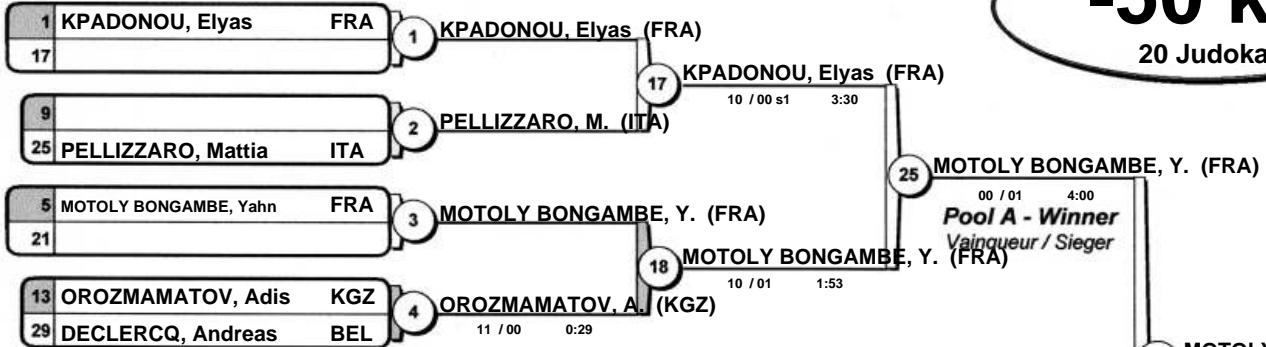 1 KPADONOU, Elyas FRA
17
9
25 PELLIZZARO, Mattia ITA
5 MOTOLY BONGAMBE, Yahn FRA
21
13 OROZMAMATOV, Adis KGZ
29 DECLERCQ, Andreas BEL
1 KPADONOU, Elyas (FRA)
2 PELLIZZARO, M. (ITA)
3 MOTOLY BONGAMBE, Y. (FRA)
4 OROZMAMATOV, A. (KGZ)
11 / 00 0:29
17 KPADONOU, Elyas (FRA)
10 / 00 s1 3:30
18 MOTOLY BONGAMBE, Y. (FRA)
10 / 01 1:53
20 Judoka
25 MOTOLY BONGAMBE, Y. (FRA)
00 / 01 4:00
Pool A - Winner
Vainqueur / Sieger